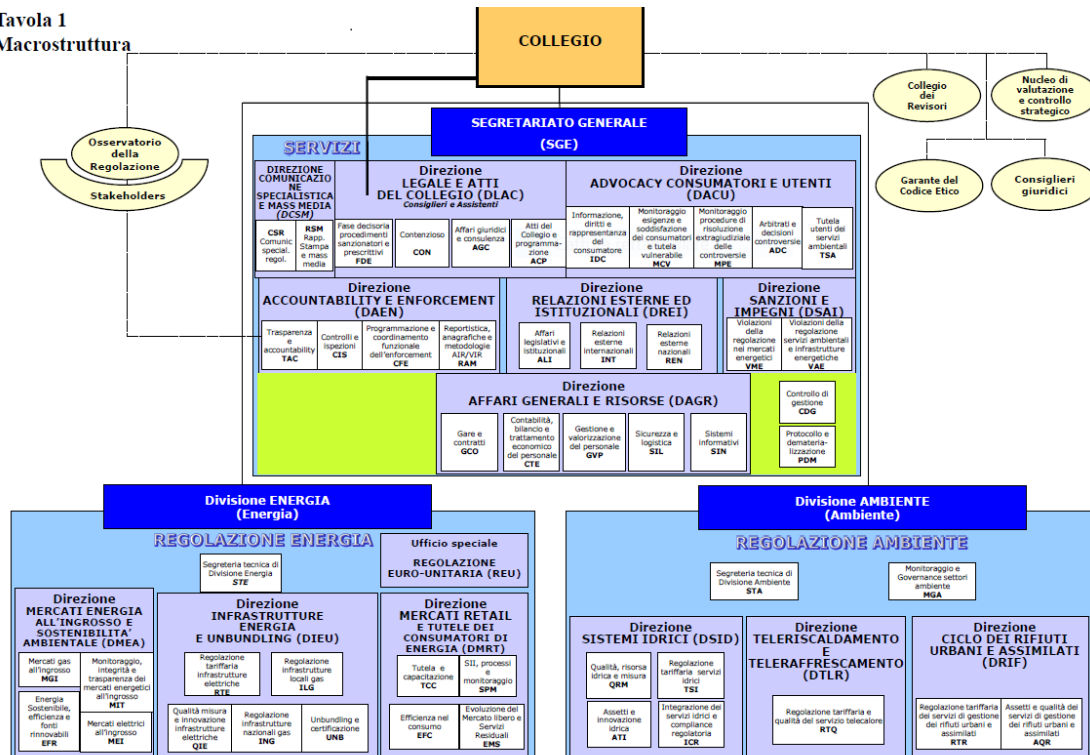 Tavola 1
Macrostruttura
COLLEGIO
Collegio
dei
Revisori
Nucleo di
valutazione
e controllo
strategico
Garante del
Codice Etico
Consiglieri
giuridici
Osservatorio
della
Regolazione
Stakeholders
SEGRETARIATO GENERALE
(SGE)
SERVIZI
DIREZIONE
COMUNICAZIO
NE
SPECIALISTICA
E MASS MEDIA
(DCSM)
CSR
Comunic
special.
regol.
RSM
Rapp.
Stampa
e mass
media
Direzione
LEGALE E ATTI
DEL COLLEGIO (DLAC)
Consiglieri e Assistenti
Fase decisoria
procedimenti
sanzionatori e
prescrittivi
FDE
Contenzioso
CON
Affari giuridici
e consulenza
AGC
Atti del
Collegio e
programma-
zione
ACP
Direzione
ADVOCACY CONSUMATORI E UTENTI
(DACU)
Informazione,
diritti e
rappresentanza
del
consumatore
IDC
Monitoraggio
esigenze e
soddisfazione
dei consumatori
e tutela
vulnerabile
MCV
Monitoraggio
procedure di
risoluzione
extragiudiziale
delle
controversie
MPE
Arbitrati e
decisioni
controversie
ADC
Tutela
utenti dei
servizi
ambientali
TSA
Direzione
ACCOUNTABILITY E ENFORCEMENT
(DAEN)
Trasparenza
e
accountability
TAC
Controlli e
ispezioni
CIS
Programmazione e
coordinamento
funzionale
dell'enforcement
CFE
Reportistica,
anagrafiche e
metodologie
AIR/VIR
RAM
Direzione
RELAZIONI ESTERNE ED
ISTITUZIONALI (DREI)
Affari
legislativi e
istituzionali
ALI
Relazioni
esterne
internazionali
INT
Relazioni
esterne
nazionali
REN
Direzione
SANZIONI E
IMPEGNI (DSAI)
Violazioni
della
regolazione
nei mercati
energetici
VME
Violazioni della
regolazione
servizi ambientali
e infrastrutture
energetiche
VAE
Direzione
AFFARI GENERALI E RISORSE (DAGR)
Gare e
contratti
GCO
Contabilità,
bilancio e
trattamento
economico
del personale
CTE
Gestione e
valorizzazione
del personale
GVP
Sicurezza e
logistica
SIL
Sistemi
informativi
SIN
Controllo di
gestione
CDG
Protocollo e
demateria-
lizzazione
PDM
Divisione ENERGIA
(Energia)
REGOLAZIONE ENERGIA
Segreteria tecnica di
Divisione Energia
STE
Ufficio speciale
REGOLAZIONE
EURO-UNITARIA (REU)
Direzione
MERCATI ENERGIA
ALL'INGROSSO E
SOSTENIBILITA'
AMBIENTALE (DMEA)
Mercati gas
all'ingrosso
MGI
Monitoraggio,
integrità e
trasparenza dei
mercati energetici
all'ingrosso
MIT
Energia
Sostenibile,
efficienza e
fonti
rinnovabili
EFR
Mercati elettrici
all'ingrosso
MEI
Direzione
INFRASTRUTTURE
ENERGIA
E UNBUNDLING (DIEU)
Regolazione
tariffaria
infrastrutture
elettriche
RTE
Regolazione
infrastrutture
locali gas
ILG
Qualità misura
e innovazione
infrastrutture
elettriche
QIE
Regolazione
infrastrutture
nazionali gas
ING
Unbundling e
certificazione
UNB
Direzione
MERCATI RETAIL
E TUTELE DEI
CONSUMATORI DI
ENERGIA (DMRT)
Tutela e
capacitazione
TCC
SII, processi
e
monitoraggio
SPM
Efficienza nel
consumo
EFC
Evoluzione del
Mercato libero e
Servizi
Residuali
EMS
Divisione AMBIENTE
(Ambiente)
REGOLAZIONE AMBIENTE
Segreteria tecnica di
Divisione Ambiente
STA
Monitoraggio e
Governance settori
ambiente
MGA
Direzione
SISTEMI IDRICI (DSID)
Qualità, risorsa
idrica e misura
QRM
Regolazione
tariffaria servizi
idrici
TSI
Assetti e
innovazione
idrica
ATI
Integrazione dei
servizi idrici e
compliance
regolatoria
ICR
Direzione
TELERISCALDAMENTO
E
TELERAFFRESCAMENTO
(DTLR)
Regolazione tariffaria e
qualità del servizio telecalore
RTQ
Direzione
CICLO DEI RIFIUTI
URBANI E ASSIMILATI
(DRIF)
Regolazione tariffaria
dei servizi di gestione
dei rifiuti urbani e
assimilati
RTR
Assetti e qualità dei
servizi di gestione
dei rifiuti urbani e
assimilati
AQR